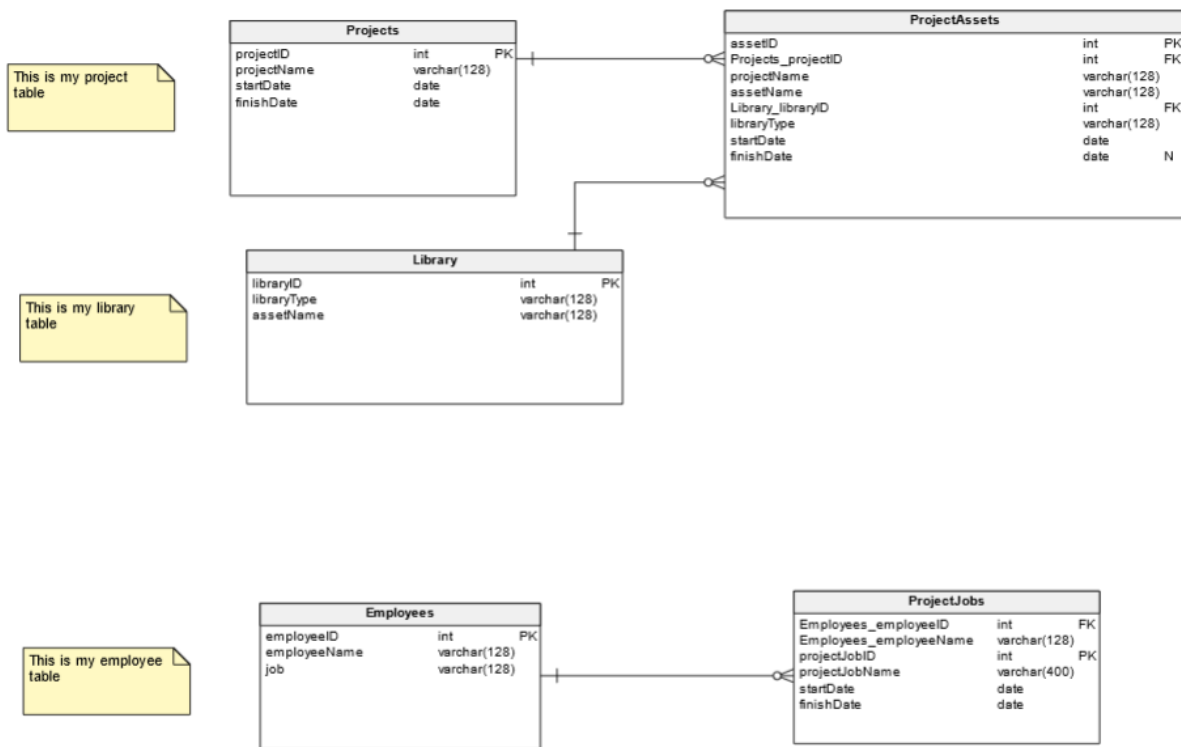 Projects
projectID int PK
projectName varchar(128)
startDate date
finishDate date
ProjectAssets
assetID int PK
Projects_projectID int FK
projectName varchar(128)
assetName varchar(128)
Library_libraryID int FK
libraryType varchar(128)
startDate date
finishDate date N
This is my project
table
Library
libraryID int PK
libraryType varchar(128)
assetName varchar(128)
This is my library
table
Employees
employeeID int PK
employeeName varchar(128)
job varchar(128)
ProjectJobs
Employees_employeeID int FK
Employees_employeeName varchar(128)
projectJobID int PK
projectJobName varchar(400)
startDate date
finishDate date
This is my employee
table